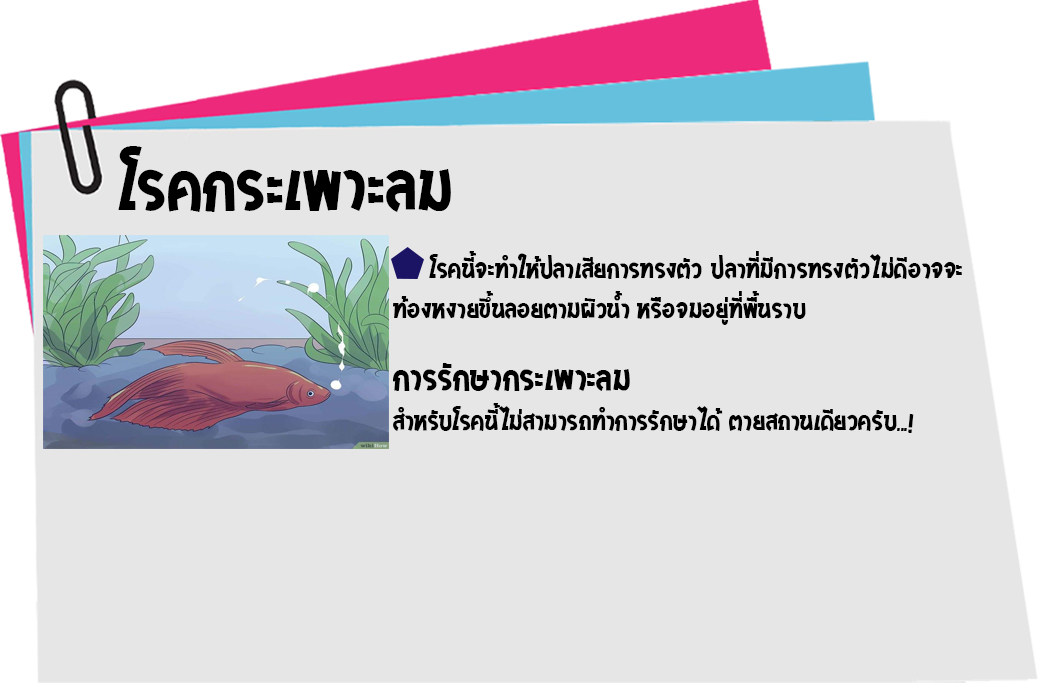 โรคกระเพาะลม
โรคนี้จะทำให้ปลาเสียการทรงตัว ปลาที่มีการทรงตัวไม่ดีอาจจะ
ท้องหงายขึ้นลอยตามผิวน้ำ หรือจมอยู่ที่พื้นราบ
การรักษากระเพาะลม
สำหรับโรคนี้ไม่สามารถทำการรักษาได้ ตายสถานเดียวครับ...!
wikiHow